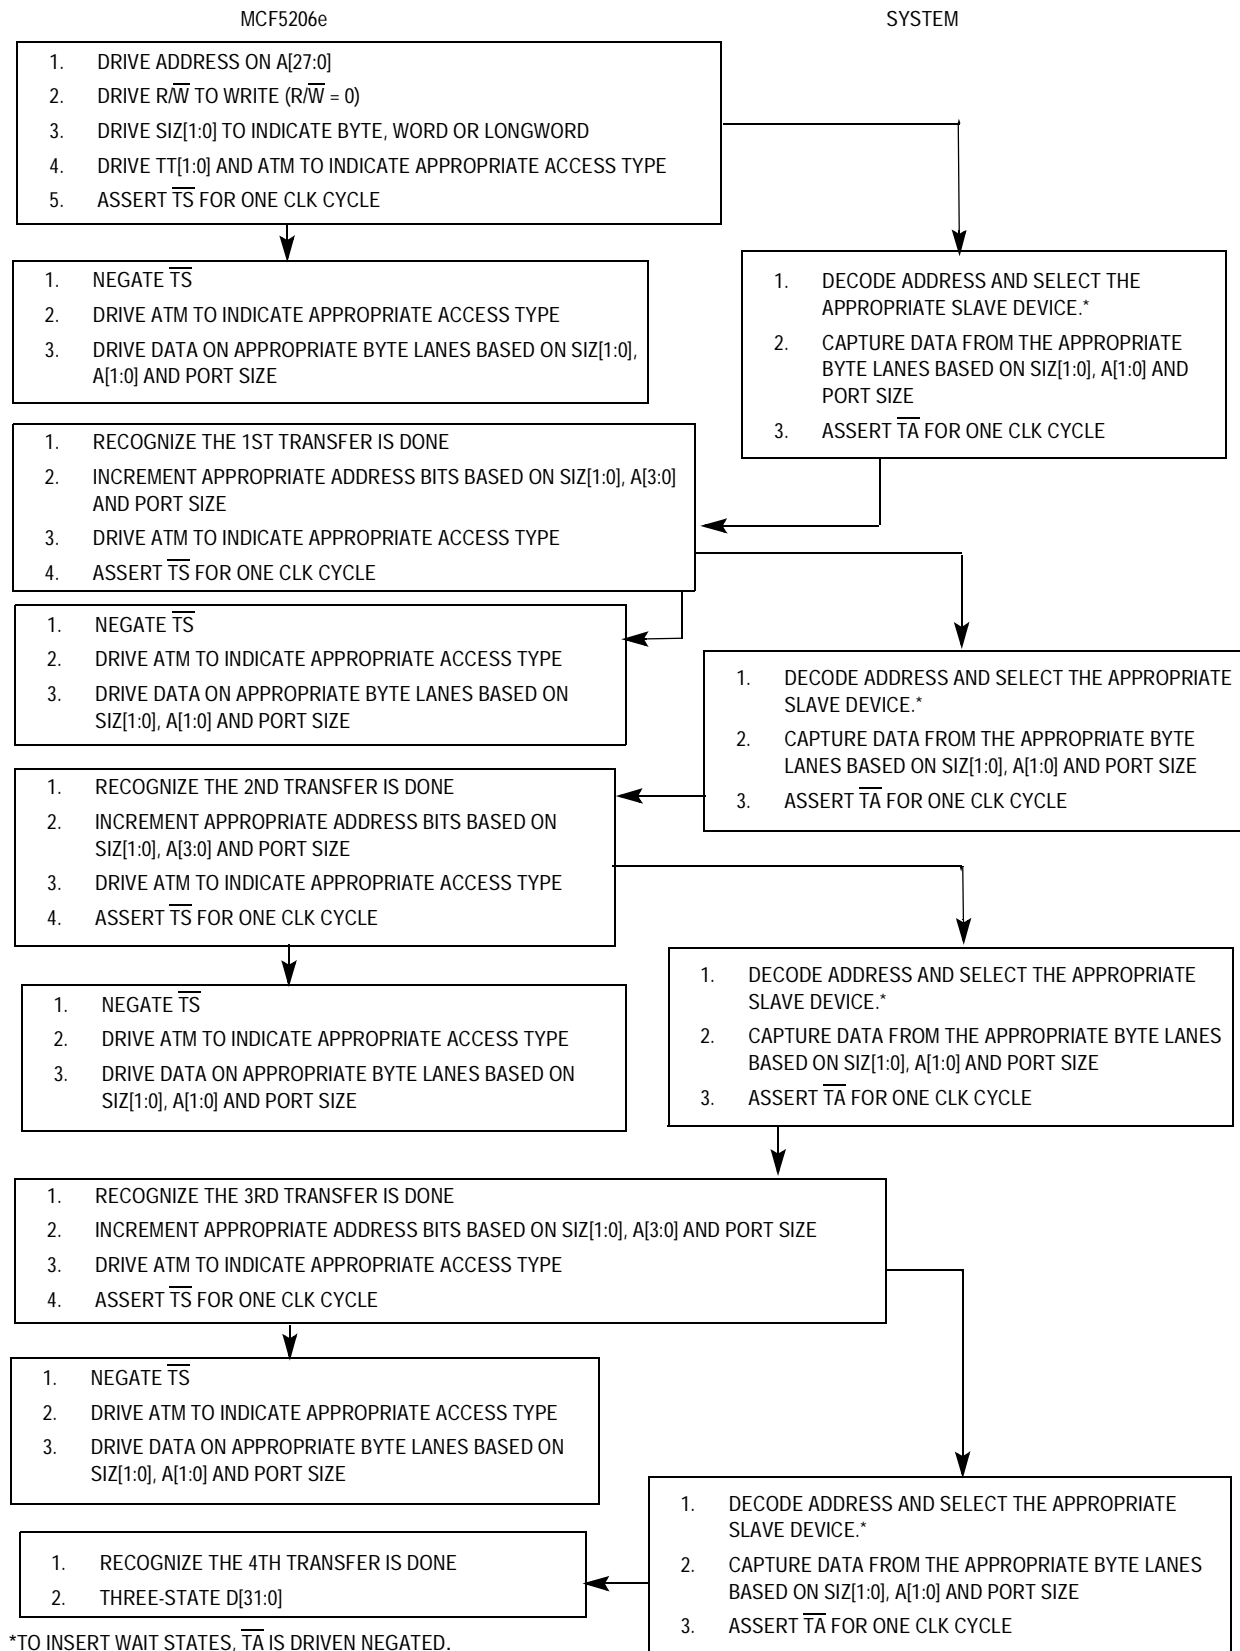 MCF5206e
SYSTEM
1. DRIVE ADDRESS ON A[27:0]
2. DRIVE R/W̅ TO WRITE (R/W̅ = 0)
3. DRIVE SIZ[1:0] TO INDICATE BYTE, WORD OR LONGWORD
4. DRIVE TT[1:0] AND ATM TO INDICATE APPROPRIATE ACCESS TYPE
5. ASSERT T̅S̅ FOR ONE CLK CYCLE
1. NEGATE T̅S̅
2. DRIVE ATM TO INDICATE APPROPRIATE ACCESS TYPE
3. DRIVE DATA ON APPROPRIATE BYTE LANES BASED ON SIZ[1:0],
A[1:0] AND PORT SIZE
1. DECODE ADDRESS AND SELECT THE
APPROPRIATE SLAVE DEVICE.*
2. CAPTURE DATA FROM THE APPROPRIATE
BYTE LANES BASED ON SIZ[1:0], A[1:0] AND
PORT SIZE
3. ASSERT T̅A̅ FOR ONE CLK CYCLE
1. RECOGNIZE THE 1ST TRANSFER IS DONE
2. INCREMENT APPROPRIATE ADDRESS BITS BASED ON SIZ[1:0], A[3:0]
AND PORT SIZE
3. DRIVE ATM TO INDICATE APPROPRIATE ACCESS TYPE
4. ASSERT T̅S̅ FOR ONE CLK CYCLE
1. NEGATE T̅S̅
2. DRIVE ATM TO INDICATE APPROPRIATE ACCESS TYPE
3. DRIVE DATA ON APPROPRIATE BYTE LANES BASED ON
SIZ[1:0], A[1:0] AND PORT SIZE
1. DECODE ADDRESS AND SELECT THE APPROPRIATE
SLAVE DEVICE.*
2. CAPTURE DATA FROM THE APPROPRIATE BYTE
LANES BASED ON SIZ[1:0], A[1:0] AND PORT SIZE
3. ASSERT T̅A̅ FOR ONE CLK CYCLE
1. RECOGNIZE THE 2ND TRANSFER IS DONE
2. INCREMENT APPROPRIATE ADDRESS BITS BASED ON
SIZ[1:0], A[3:0] AND PORT SIZE
3. DRIVE ATM TO INDICATE APPROPRIATE ACCESS TYPE
4. ASSERT T̅S̅ FOR ONE CLK CYCLE
1. DECODE ADDRESS AND SELECT THE APPROPRIATE
SLAVE DEVICE.*
2. CAPTURE DATA FROM THE APPROPRIATE BYTE LANES
BASED ON SIZ[1:0], A[1:0] AND PORT SIZE
3. ASSERT T̅A̅ FOR ONE CLK CYCLE
1. NEGATE T̅S̅
2. DRIVE ATM TO INDICATE APPROPRIATE ACCESS TYPE
3. DRIVE DATA ON APPROPRIATE BYTE LANES BASED ON
SIZ[1:0], A[1:0] AND PORT SIZE
1. RECOGNIZE THE 3RD TRANSFER IS DONE
2. INCREMENT APPROPRIATE ADDRESS BITS BASED ON SIZ[1:0], A[3:0] AND PORT SIZE
3. DRIVE ATM TO INDICATE APPROPRIATE ACCESS TYPE
4. ASSERT T̅S̅ FOR ONE CLK CYCLE
1. NEGATE T̅S̅
2. DRIVE ATM TO INDICATE APPROPRIATE ACCESS TYPE
3. DRIVE DATA ON APPROPRIATE BYTE LANES BASED ON
SIZ[1:0], A[1:0] AND PORT SIZE
1. DECODE ADDRESS AND SELECT THE APPROPRIATE
SLAVE DEVICE.*
2. CAPTURE DATA FROM THE APPROPRIATE BYTE LANES
BASED ON SIZ[1:0], A[1:0] AND PORT SIZE
3. ASSERT T̅A̅ FOR ONE CLK CYCLE
1. RECOGNIZE THE 4TH TRANSFER IS DONE
2. THREE-STATE D[31:0]
*TO INSERT WAIT STATES, T̅A̅ IS DRIVEN NEGATED.